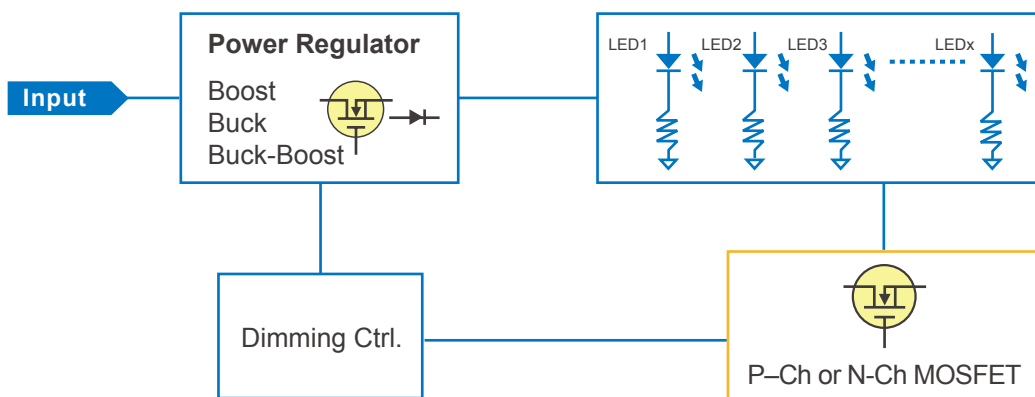 Input
Power Regulator
Boost
Buck
Buck-Boost
LED1 LED2 LED3 LEDx
Dimming Ctrl.
P–Ch or N-Ch MOSFET